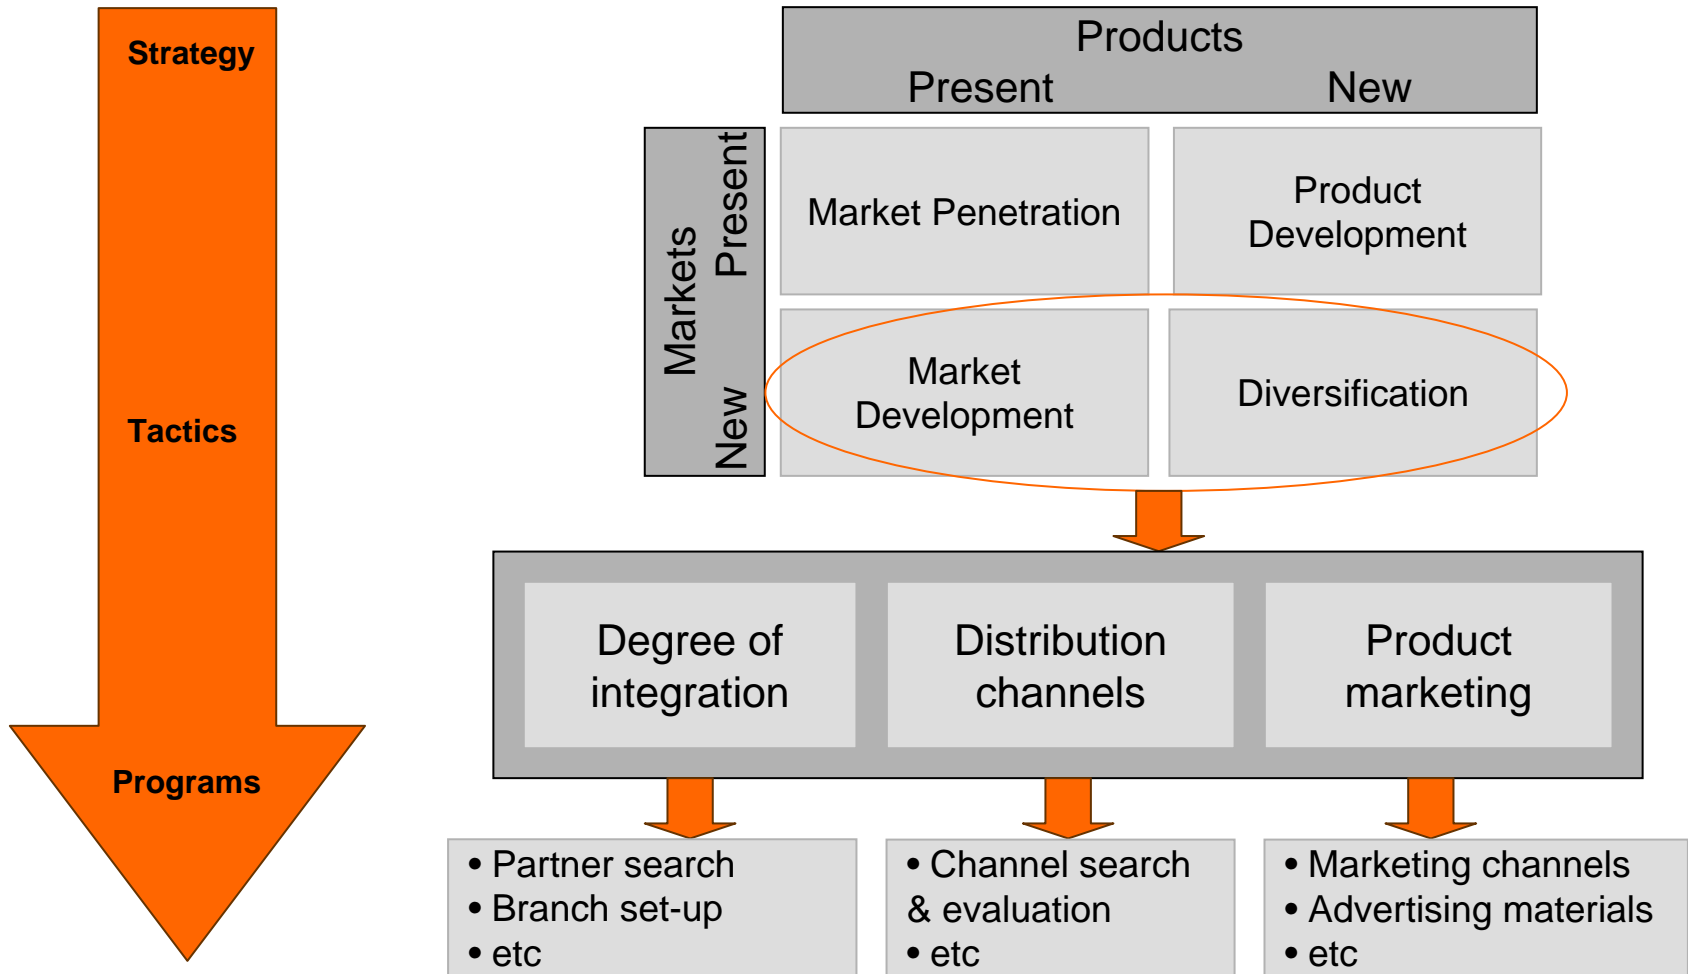 Strategy
Tactics
Programs
Products
Present New
Markets
Present
New
Market Penetration
Product
Development
Market
Development
Diversification
Degree of
integration
Distribution
channels
Product
marketing
• Partner search
• Branch set-up
• etc
• Channel search
& evaluation
• etc
• Marketing channels
• Advertising materials
• etc